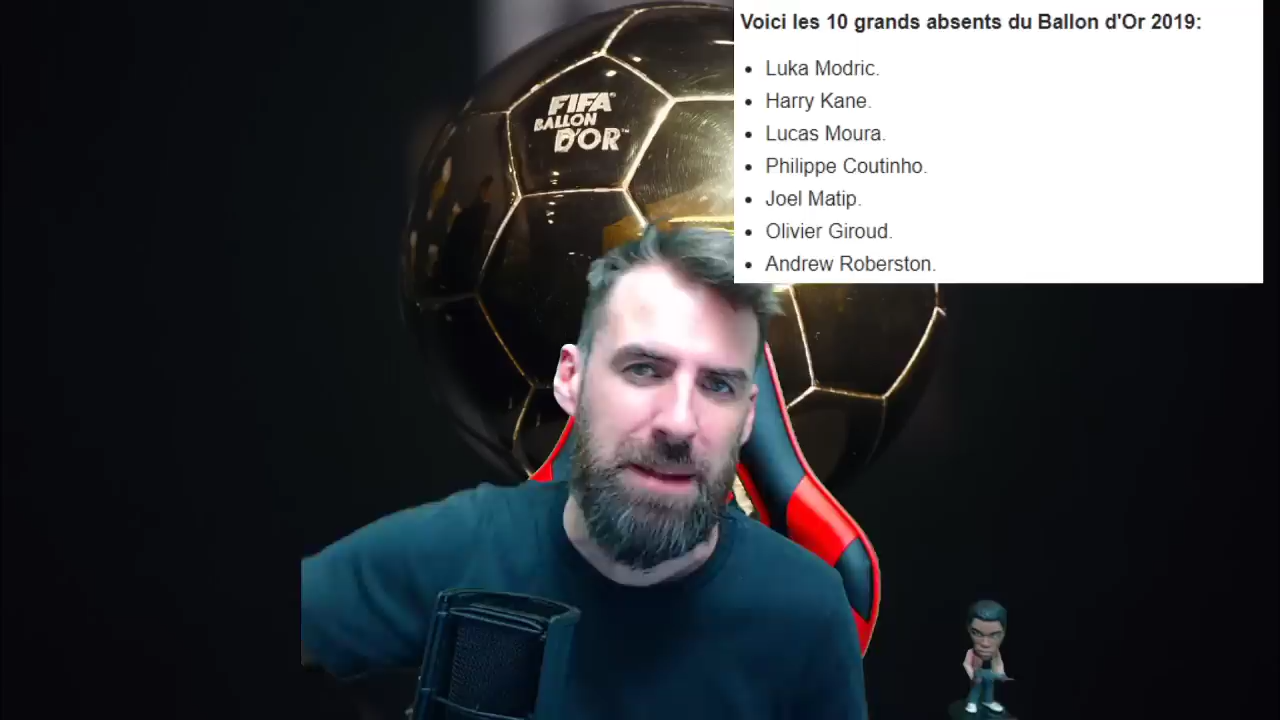 Voici les 10 grands absents du Ballon d'Or 2019:
Luka Modric.
Harry Kane.
Lucas Moura.
Philippe Coutinho.
Joel Matip.
Olivier Giroud.
Andrew Roberston.
FIFA
BALLON
D'OR™